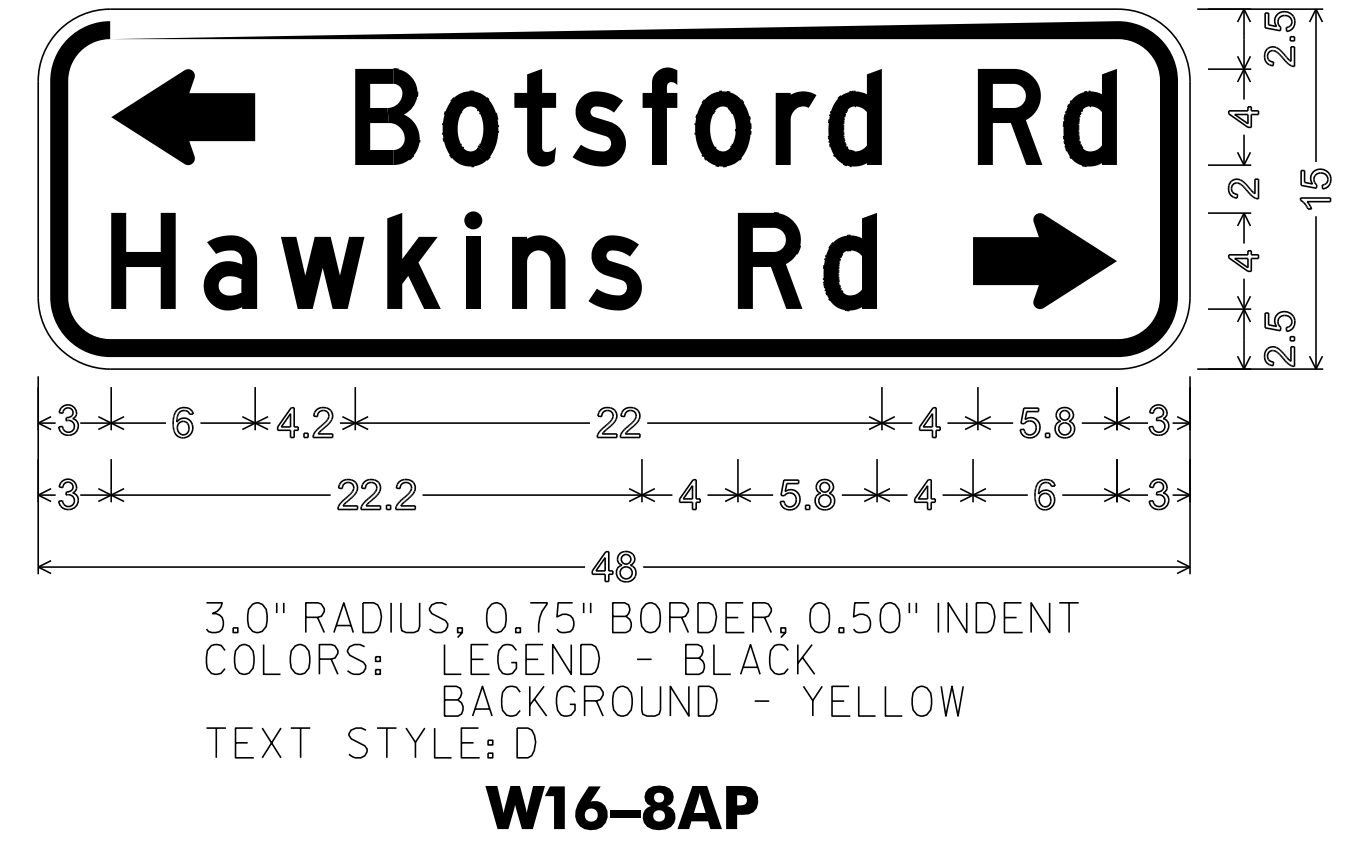 Botsford Rd
Hawkins Rd
2.5
4
2
4
2.5
15
3 6 4.2 22 4 5.8 3
3 22.2 4 5.8 4 6 3
48
3.0" RADIUS, 0.75" BORDER, 0.50" INDENT
COLORS: LEGEND - BLACK
BACKGROUND - YELLOW
TEXT STYLE: D
W16–8AP